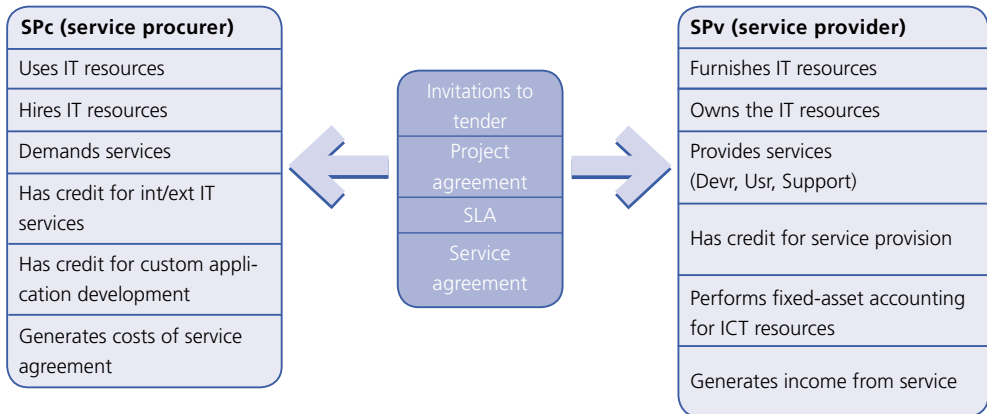 SPc (service procurer)
Uses IT resources
Hires IT resources
Demands services
Has credit for int/ext IT
services
Has credit for custom appli-
cation development
Generates costs of service
agreement
Invitations to
tender
Project
agreement
SLA
Service
agreement
SPv (service provider)
Furnishes IT resources
Owns the IT resources
Provides services
(Devr, Usr, Support)
Has credit for service provision
Performs fixed-asset accounting
for ICT resources
Generates income from service